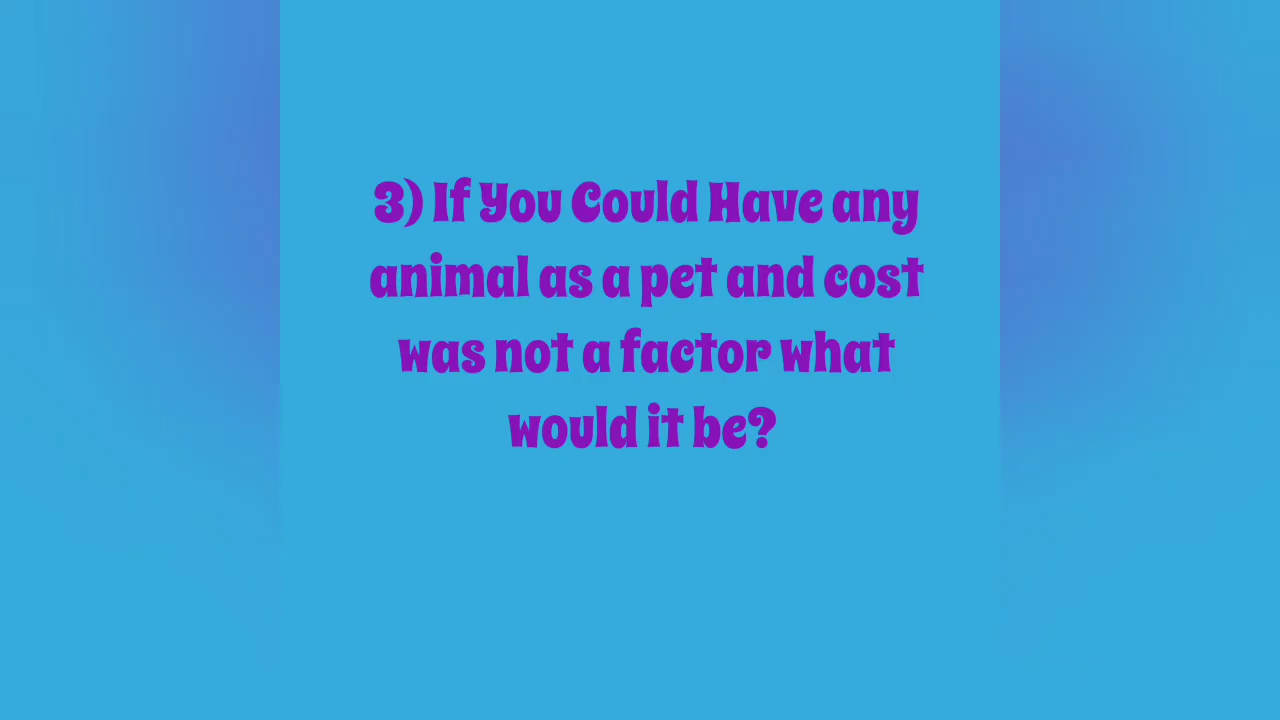 3) If You Could Have any
animal as a pet and cost
was not a factor what
would it be?